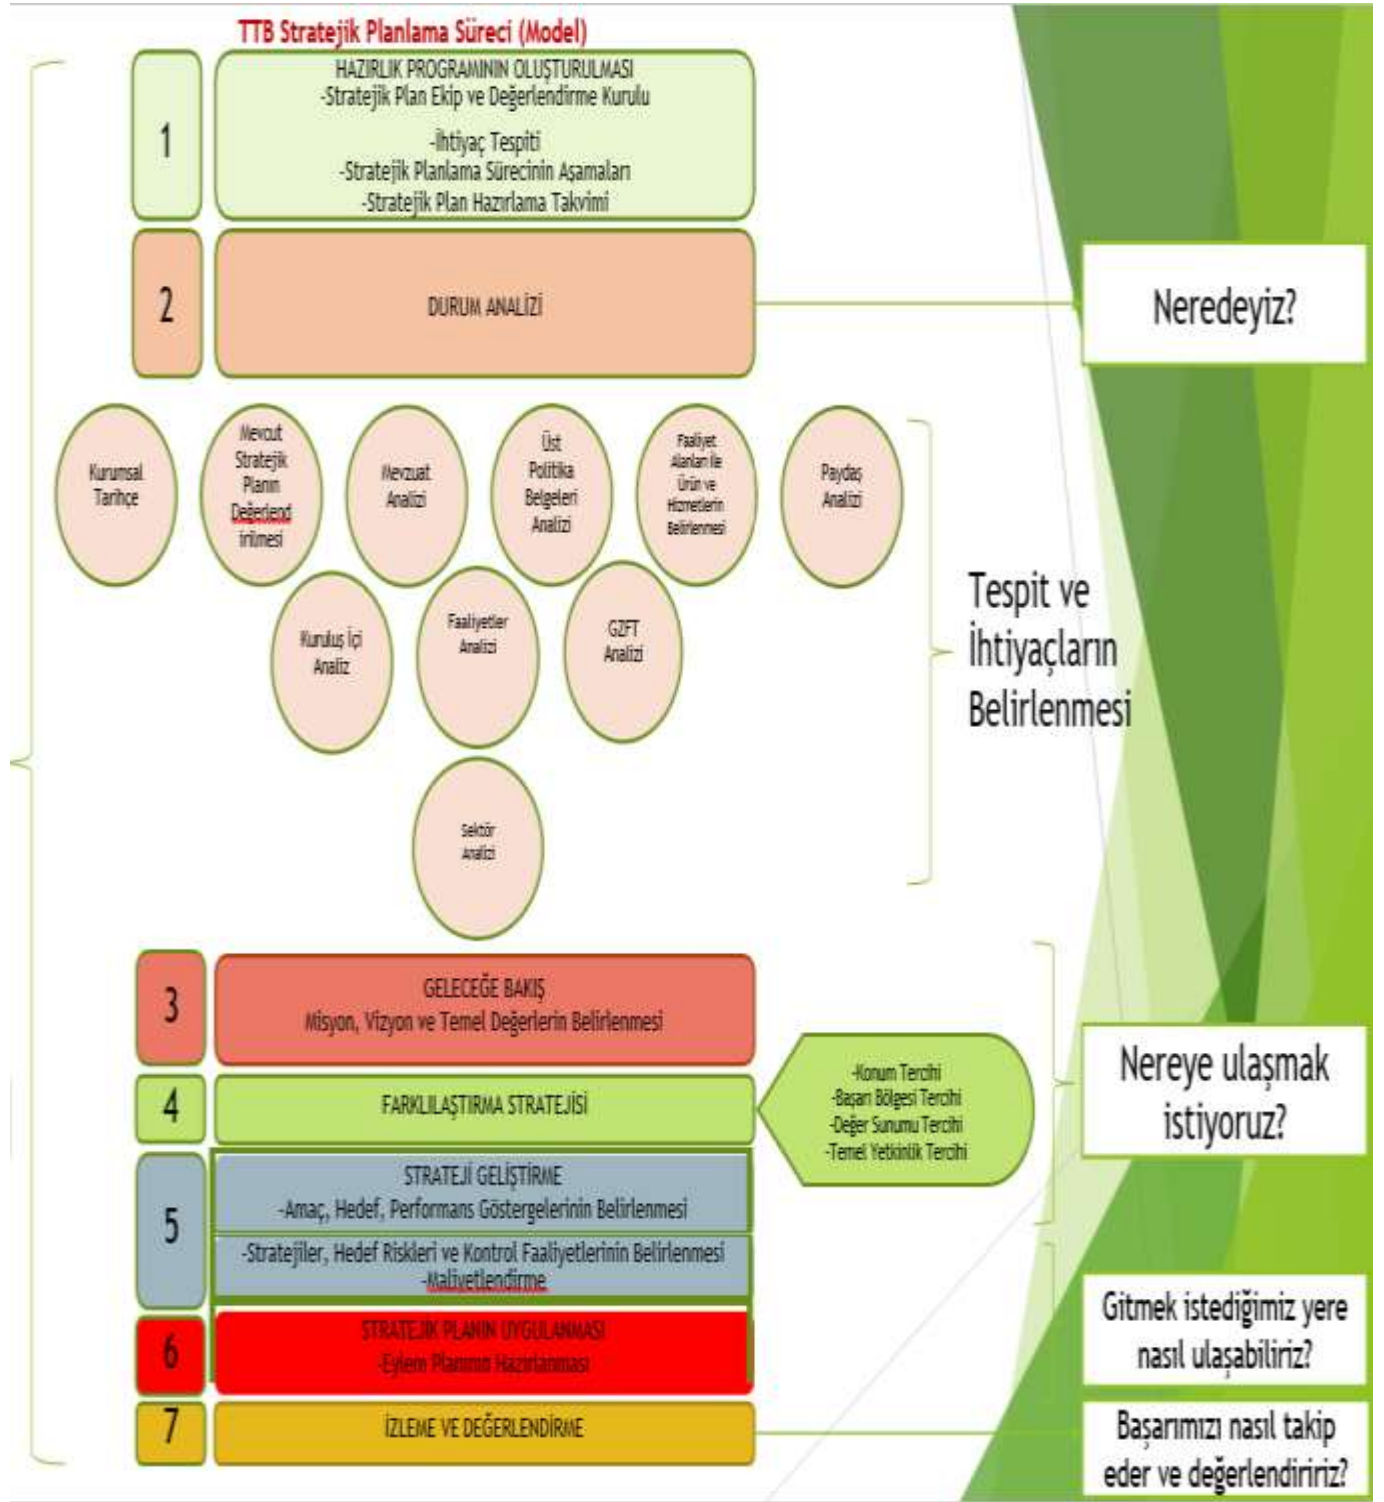 TTB Stratejik Planlama Süreci (Model)
1
HAZIRLIK PROGRAMININ OLUŞTURULMASI
-Stratejik Plan Ekip ve Değerlendirme Kurulu
-İhtiyaç Tespiti
-Stratejik Planlama Sürecinin Aşamaları
-Stratejik Plan Hazırlama Takvimi
2
DURUM ANALİZİ
Neredeyiz?
Kurumsal
Tarihçe
Mevcut
Stratejik
Planın
Değerlend
irilmesi
Mevzuat
Analizi
Üst
Politika
Belgeleri
Analizi
Faaliyet
Alanları ile
Ürün ve
Hizmetlerin
Belirlenmesi
Paydaş
Analizi
Kuruluş İçi
Analiz
Faaliyetler
Analizi
GZFT
Analizi
Sektör
Analizi
Tespit ve
İhtiyaçların
Belirlenmesi
3
GELECEĞE BAKIŞ
Misyon, Vizyon ve Temel Değerlerin Belirlenmesi
4
FARKLILAŞTIRMA STRATEJİSİ
-Konum Tercihi
-Başarı Bölgesi Tercihi
-Değer Sunumu Tercihi
-Temel Yetkinlik Tercihi
Nereye ulaşmak
istiyoruz?
5
STRATEJİ GELİŞTİRME
-Amaç, Hedef, Performans Göstergelerinin Belirlenmesi
-Stratejiler, Hedef Riskleri ve Kontrol Faaliyetlerinin Belirlenmesi
-Maliyetlendirme
6
STRATEJİK PLANIN UYGULANMASI
-Eylem Planının Hazırlanması
Gitmek istediğimiz yere
nasıl ulaşabiliriz?
7
İZLEME VE DEĞERLENDİRME
Başarımızı nasıl takip
eder ve değerlendiririz?